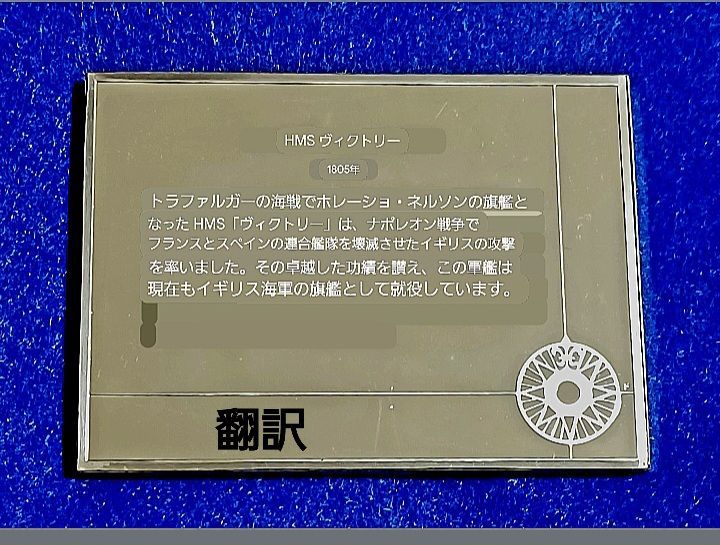 HMS ヴィクトリー
1805年
トラファルガーの海戦でホレーショ・ネルソンの旗艦と
なった HMS「ヴィクトリー」は、ナポレオン戦争で
フランスとスペインの連合艦隊を壊滅させたイギリスの攻撃
を率いました。その卓越した功績を讃え、この軍艦は
現在もイギリス海軍の旗艦として就役しています。
翻訳